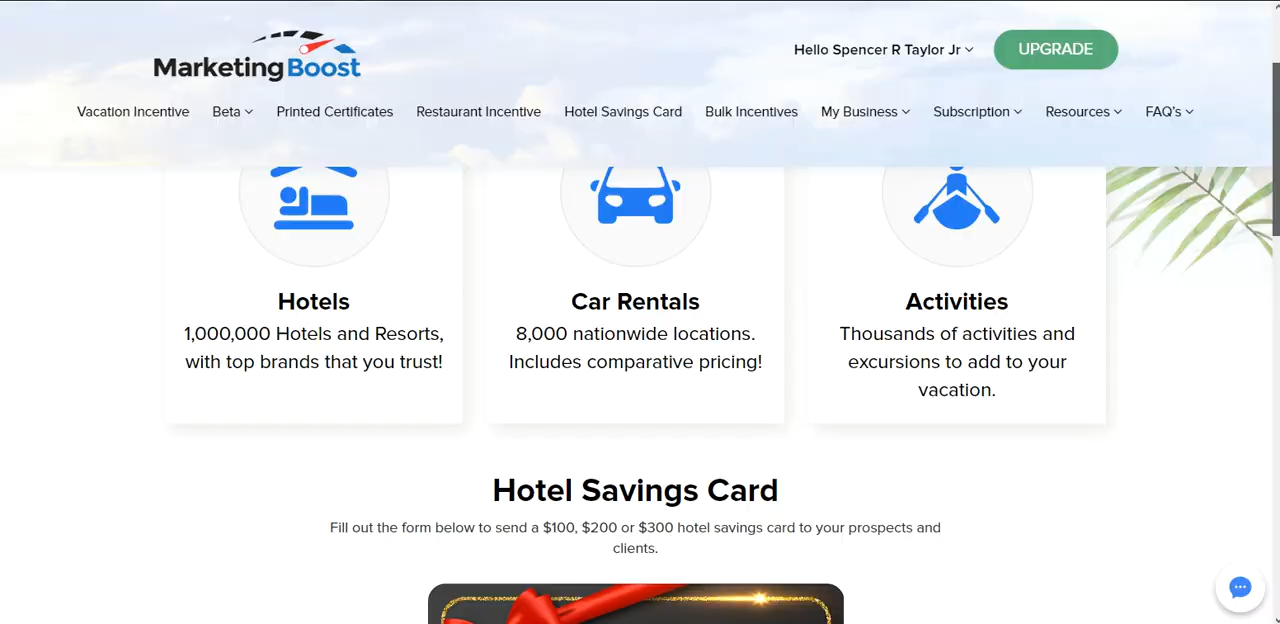 Hello Spencer R Taylor Jr
UPGRADE
MarketingBoost
Vacation Incentive
Beta
Printed Certificates
Restaurant Incentive
Hotel Savings Card
Bulk Incentives
My Business
Subscription
Resources
FAQ's
Hotels
1,000,000 Hotels and Resorts,
with top brands that you trust!
Car Rentals
8,000 nationwide locations.
Includes comparative pricing!
Activities
Thousands of activities and
excursions to add to your
vacation.
Hotel Savings Card
Fill out the form below to send a $100, $200 or $300 hotel savings card to your prospects and
clients.